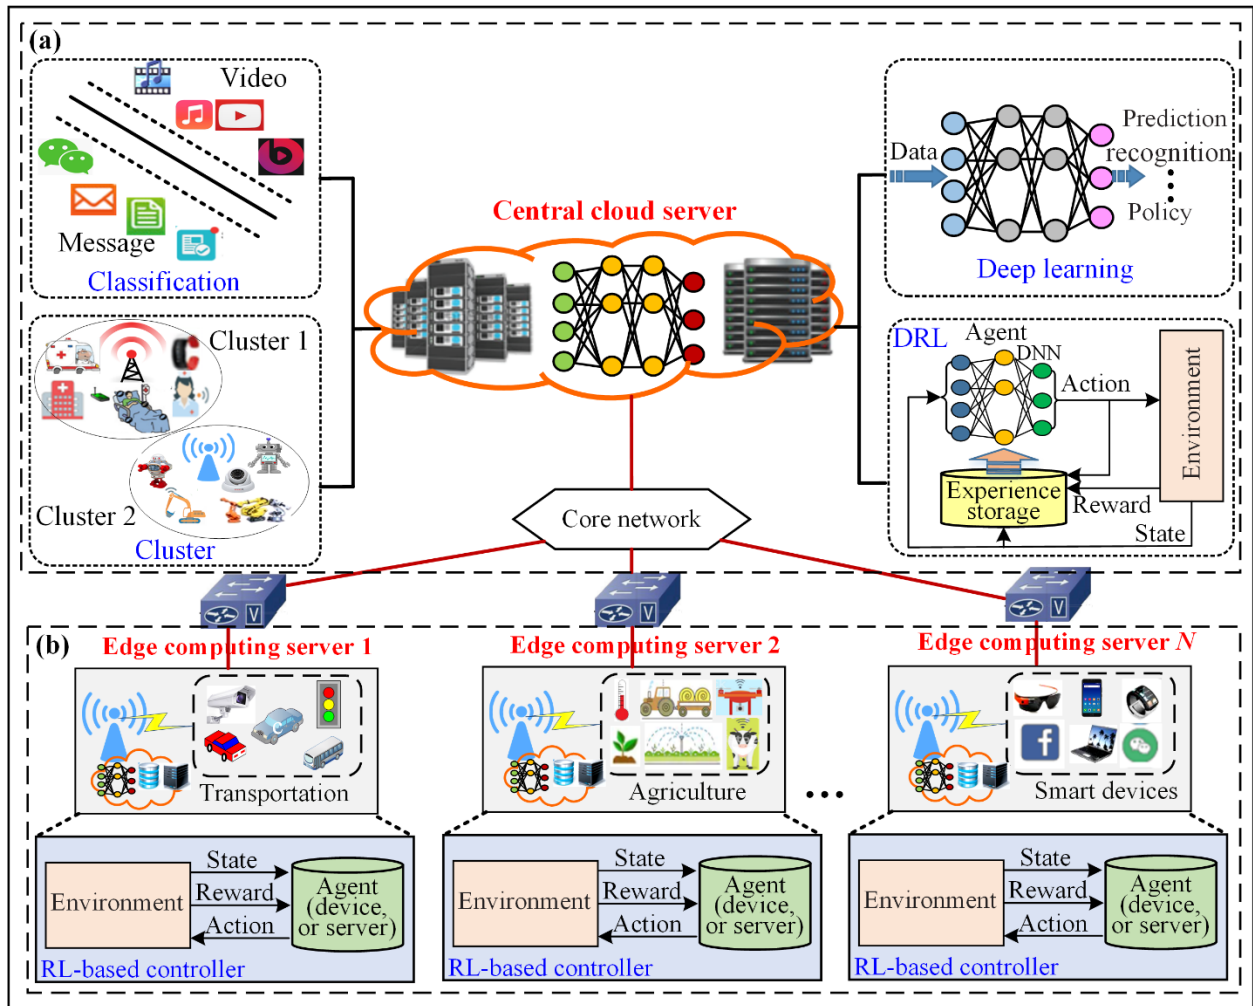 (a)
Video
Message
Classification
Cluster 1
Cluster 2
Cluster
Central cloud server
Core network
Data
Prediction
recognition
Policy
Deep learning
DRL
Agent
DNN
Action
Environment
Experience
storage
Reward
State
V
V
V
(b)
Edge computing server 1
Transportation
Environment
State
Reward
Action
Agent
(device,
or server)
RL-based controller
Edge computing server 2
Agriculture
Environment
State
Reward
Action
Agent
(device,
or server)
RL-based controller
Edge computing server N
Smart devices
Environment
State
Reward
Action
Agent
(device,
or server)
RL-based controller